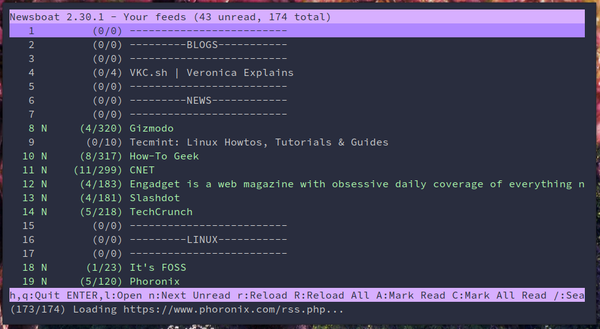 Newsboat 2.30.1 - Your feeds (43 unread, 174 total)
1 (0/0) -------------------------
2 (0/0) ---------BLOGS-----------
3 (0/0) -------------------------
4 (0/4) VKC.sh | Veronica Explains
5 (0/0) -------------------------
6 (0/0) ---------NEWS------------
7 (0/0) -------------------------
8 N (4/320) Gizmodo
9 (0/10) Tecmint: Linux Howtos, Tutorials & Guides
10 N (8/317) How-To Geek
11 N (11/299) CNET
12 N (4/183) Engadget is a web magazine with obsessive daily coverage of everything n
13 N (4/181) Slashdot
14 N (5/218) TechCrunch
15 (0/0) -------------------------
16 (0/0) ---------LINUX-----------
17 (0/0) -------------------------
18 N (1/23) It's FOSS
19 N (5/120) Phoronix
h,q:Quit ENTER,l:Open n:Next Unread r:Reload R:Reload All A:Mark Read C:Mark All Read /:Sea
(173/174) Loading https://www.phoronix.com/rss.php...